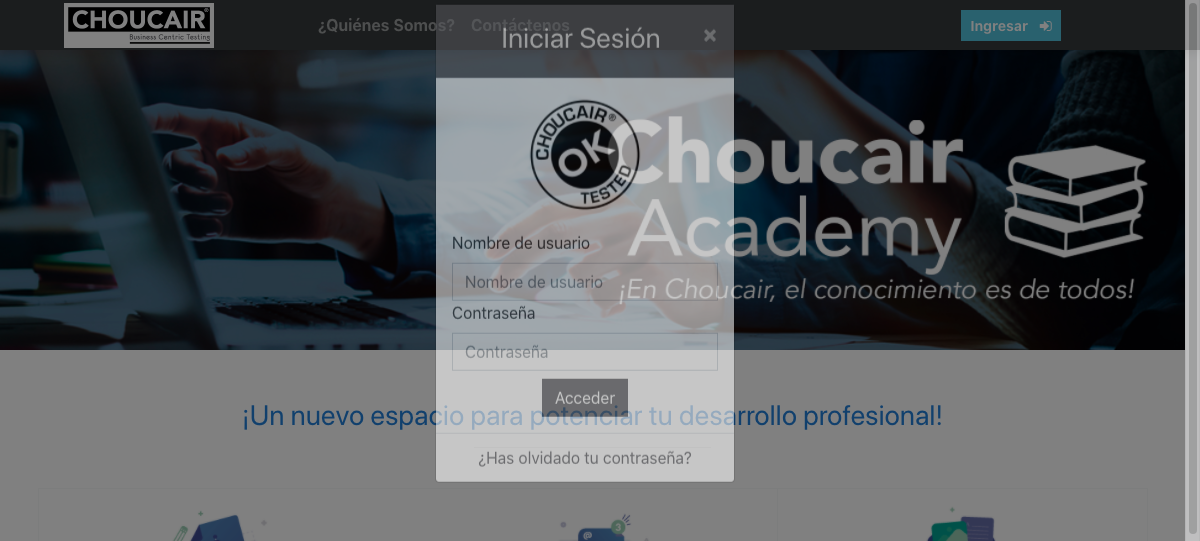 CHOUCAIR®
Business Centric Testing
¿Quiénes Somos?
Contáctenos
Ingresar
Iniciar Sesión
×
CHOUCAIR®
OK
TESTED
Choucair
Academy
¡En Choucair, el conocimiento es de todos!
Nombre de usuario
Nombre de usuario
Contraseña
Contraseña
Acceder
¡Un nuevo espacio para potenciar tu desarrollo profesional!
¿Has olvidado tu contraseña?
3